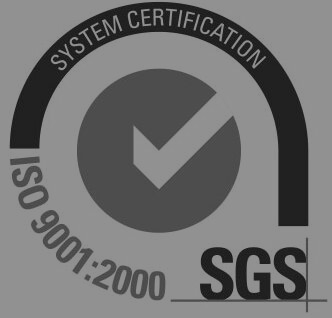 SYSTEM CERTIFICATION
ISO 9001:2000
SGS